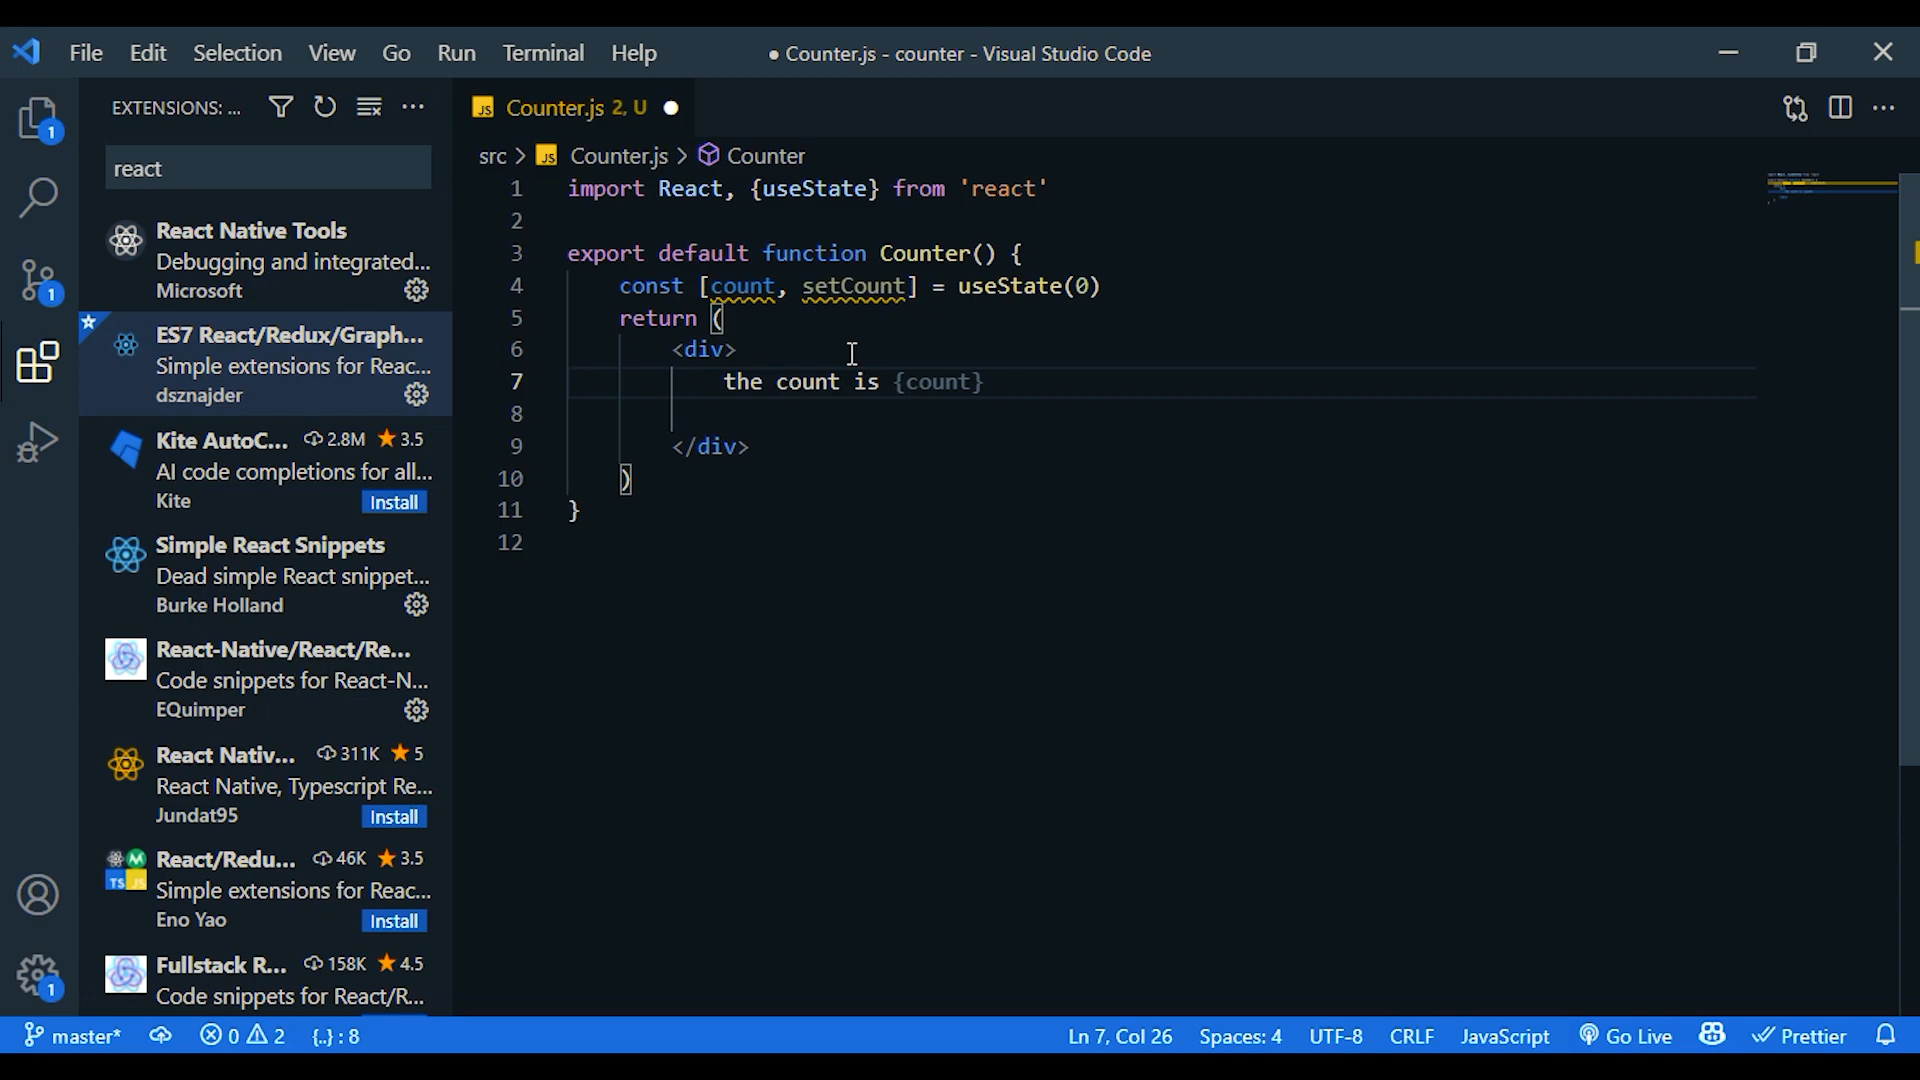 File Edit Selection View Go Run Terminal Help
● Counter.js - counter - Visual Studio Code
EXTENSIONS: ...
react
React Native Tools
Debugging and integrated...
Microsoft
ES7 React/Redux/Graph...
Simple extensions for Reac...
dsznajder
Kite AutoC... 2.8M 3.5
AI code completions for all...
Kite Install
Simple React Snippets
Dead simple React snippet...
Burke Holland
React-Native/React/Re...
Code snippets for React-N...
EQuimper
React Nativ... 311K 5
React Native, Typescript Re...
Jundat95 Install
React/Redu... 46K 3.5
Simple extensions for Reac...
Eno Yao Install
Fullstack R... 158K 4.5
Code snippets for React/R...
1
1
1
M
TS JS
JS Counter.js 2, U
src > JS Counter.js > Counter
1 import React, {useState} from 'react'
2
3 export default function Counter() {
4 const [count, setCount] = useState(0)
5 return (
6 <div>
7 the count is {count}
8
9 </div>
10 )
11 }
12
master* 0 2 {..} : 8 Ln 7, Col 26 Spaces: 4 UTF-8 CRLF JavaScript Go Live Prettier